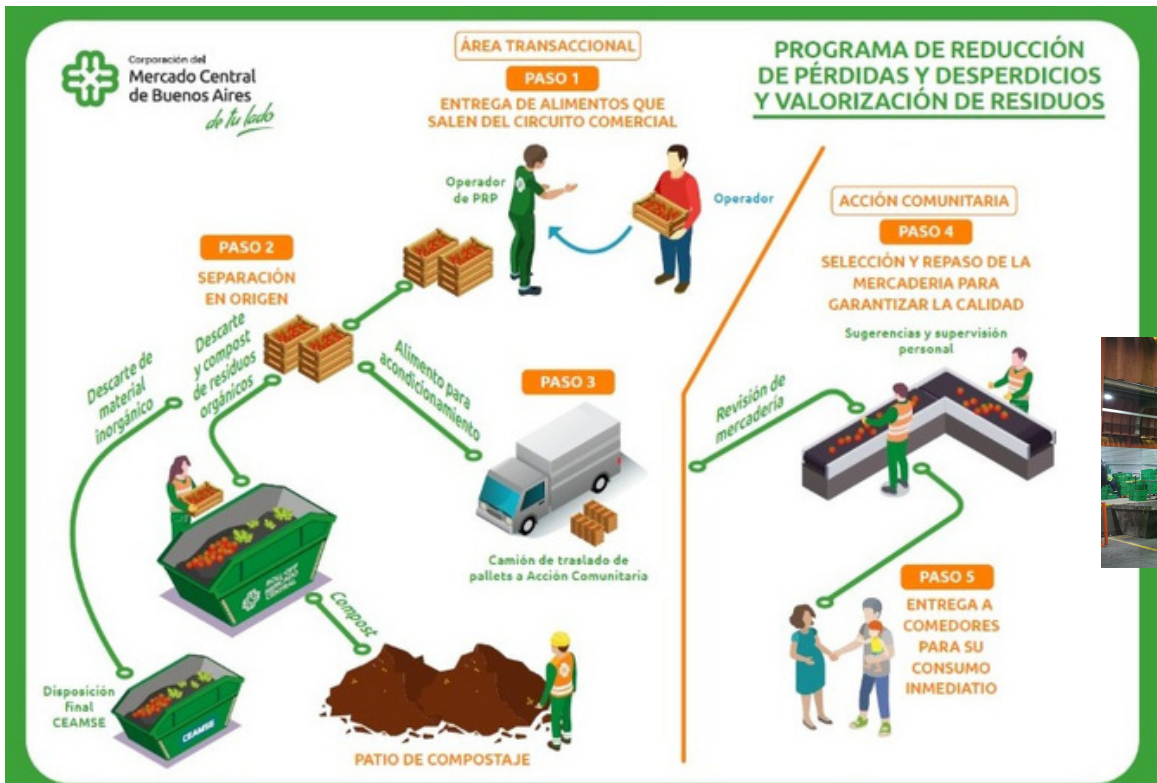 Corporación del
Mercado Central
de Buenos Aires
de tu lado
ÁREA TRANSACCIONAL
PASO 1
ENTREGA DE ALIMENTOS QUE
SALEN DEL CIRCUITO COMERCIAL
PROGRAMA DE REDUCCIÓN
DE PÉRDIDAS Y DESPERDICIOS
Y VALORIZACIÓN DE RESIDUOS
Operador
de PRP
Operador
PASO 2
SEPARACIÓN
EN ORIGEN
Descarte de
material
inorgánico
Descarte
y compost
de residuos
orgánicos
Alimento para
acondicionamiento
PASO 3
Camión de traslado de
pallets a Acción Comunitaria
ROLL OFF
MERCADO
CENTRAL
Compost
Disposición
final
CEAMSE
CEAMSE
PATIO DE COMPOSTAJE
ACCIÓN COMUNITARIA
PASO 4
SELECCIÓN Y REPASO DE LA
MERCADERIA PARA
GARANTIZAR LA CALIDAD
Sugerencias y supervisión
personal
Revisión de
mercadería
PASO 5
ENTREGA A
COMEDORES
PARA SU
CONSUMO
INMEDIATIO